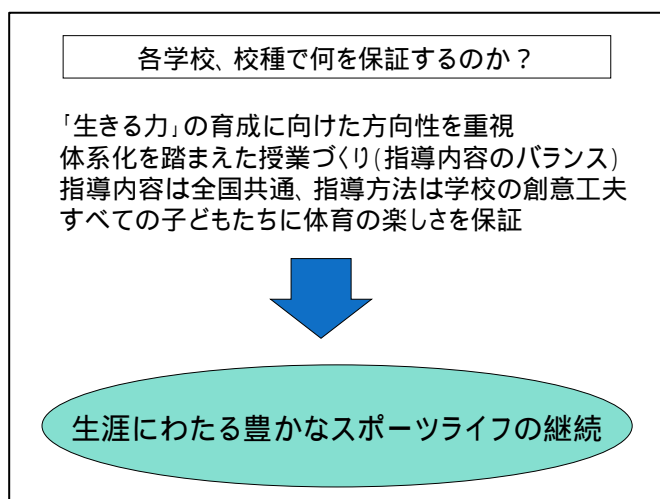 各学校、校種で何を保証するのか？
「生きる力」の育成に向けた方向性を重視
体系化を踏まえた授業づくり(指導内容のバランス)
指導内容は全国共通、指導方法は学校の創意工夫
すべての子どもたちに体育の楽しさを保証
生涯にわたる豊かなスポーツライフの継続